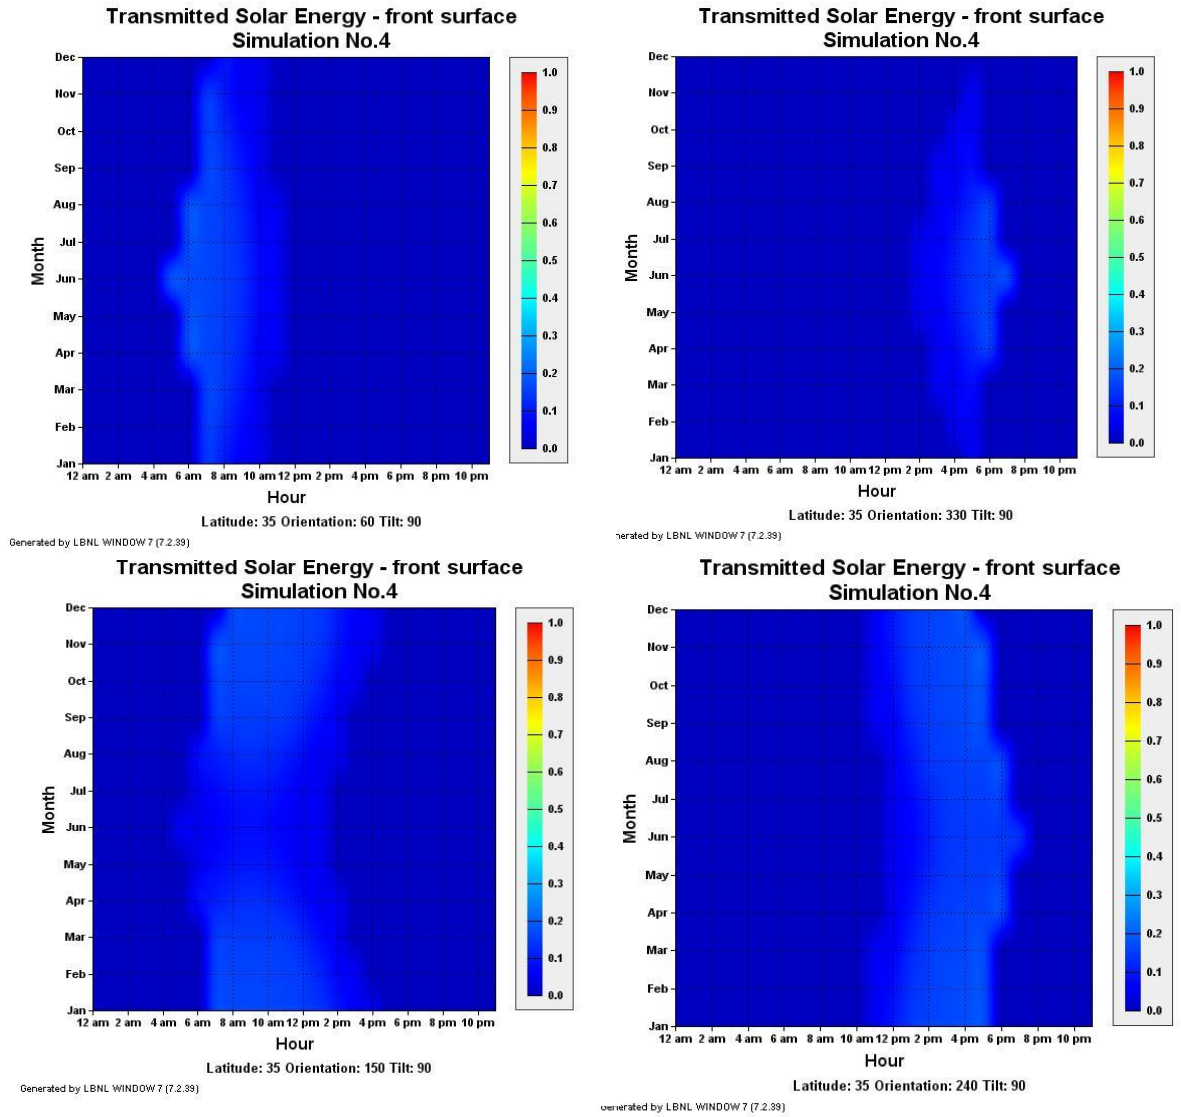 Transmitted Solar Energy - front surface
Simulation No.4
Dec
Nov
Oct
Sep
Aug
Jul
Jun
May
Apr
Mar
Feb
Jan
Month
12 am 2 am 4 am 6 am 8 am 10 am 12 pm 2 pm 4 pm 6 pm 8 pm 10 pm
Hour
1.0
0.9
0.8
0.7
0.6
0.5
0.4
0.3
0.2
0.1
0.0
Latitude: 35 Orientation: 60 Tilt: 90
Generated by LBNL WINDOW 7 (7.2.39)
Transmitted Solar Energy - front surface
Simulation No.4
Dec
Nov
Oct
Sep
Aug
Jul
Jun
May
Apr
Mar
Feb
Jan
Month
12 am 2 am 4 am 6 am 8 am 10 am 12 pm 2 pm 4 pm 6 pm 8 pm 10 pm
Hour
1.0
0.9
0.8
0.7
0.6
0.5
0.4
0.3
0.2
0.1
0.0
Latitude: 35 Orientation: 330 Tilt: 90
nerated by LBNL WINDOW 7 (7.2.39)
Transmitted Solar Energy - front surface
Simulation No.4
Dec
Nov
Oct
Sep
Aug
Jul
Jun
May
Apr
Mar
Feb
Jan
Month
12 am 2 am 4 am 6 am 8 am 10 am 12 pm 2 pm 4 pm 6 pm 8 pm 10 pm
Hour
1.0
0.9
0.8
0.7
0.6
0.5
0.4
0.3
0.2
0.1
0.0
Latitude: 35 Orientation: 150 Tilt: 90
Generated by LBNL WINDOW 7 (7.2.39)
Transmitted Solar Energy - front surface
Simulation No.4
Dec
Nov
Oct
Sep
Aug
Jul
Jun
May
Apr
Mar
Feb
Jan
Month
12 am 2 am 4 am 6 am 8 am 10 am 12 pm 2 pm 4 pm 6 pm 8 pm 10 pm
Hour
1.0
0.9
0.8
0.7
0.6
0.5
0.4
0.3
0.2
0.1
0.0
Latitude: 35 Orientation: 240 Tilt: 90
Generated by LBNL WINDOW 7 (7.2.39)